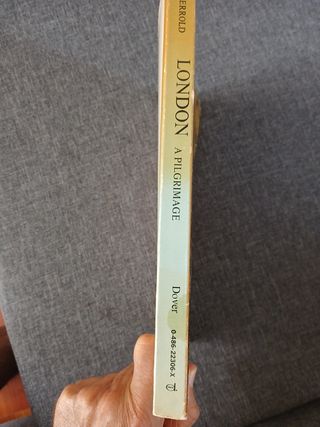 ERROLD
LONDON
A PILGRIMAGE
Dover
0-486-22306-X